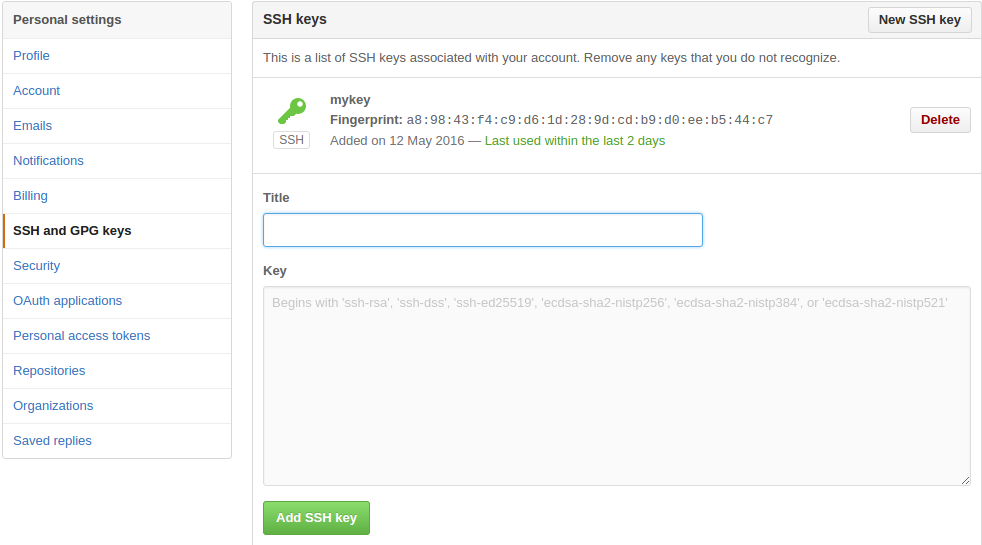 Personal settings
Profile
Account
Emails
Notifications
Billing
SSH and GPG keys
Security
OAuth applications
Personal access tokens
Repositories
Organizations
Saved replies
SSH keys
New SSH key
This is a list of SSH keys associated with your account. Remove any keys that you do not recognize.
mykey
Fingerprint: a8:98:43:f4:c9:d6:1d:28:9d:cd:b9:d0:ee:b5:44:c7
SSH
Added on 12 May 2016 — Last used within the last 2 days
Delete
Title
Key
Begins with 'ssh-rsa', 'ssh-dss', 'ssh-ed25519', 'ecdsa-sha2-nistp256', 'ecdsa-sha2-nistp384', or 'ecdsa-sha2-nistp521'
Add SSH key